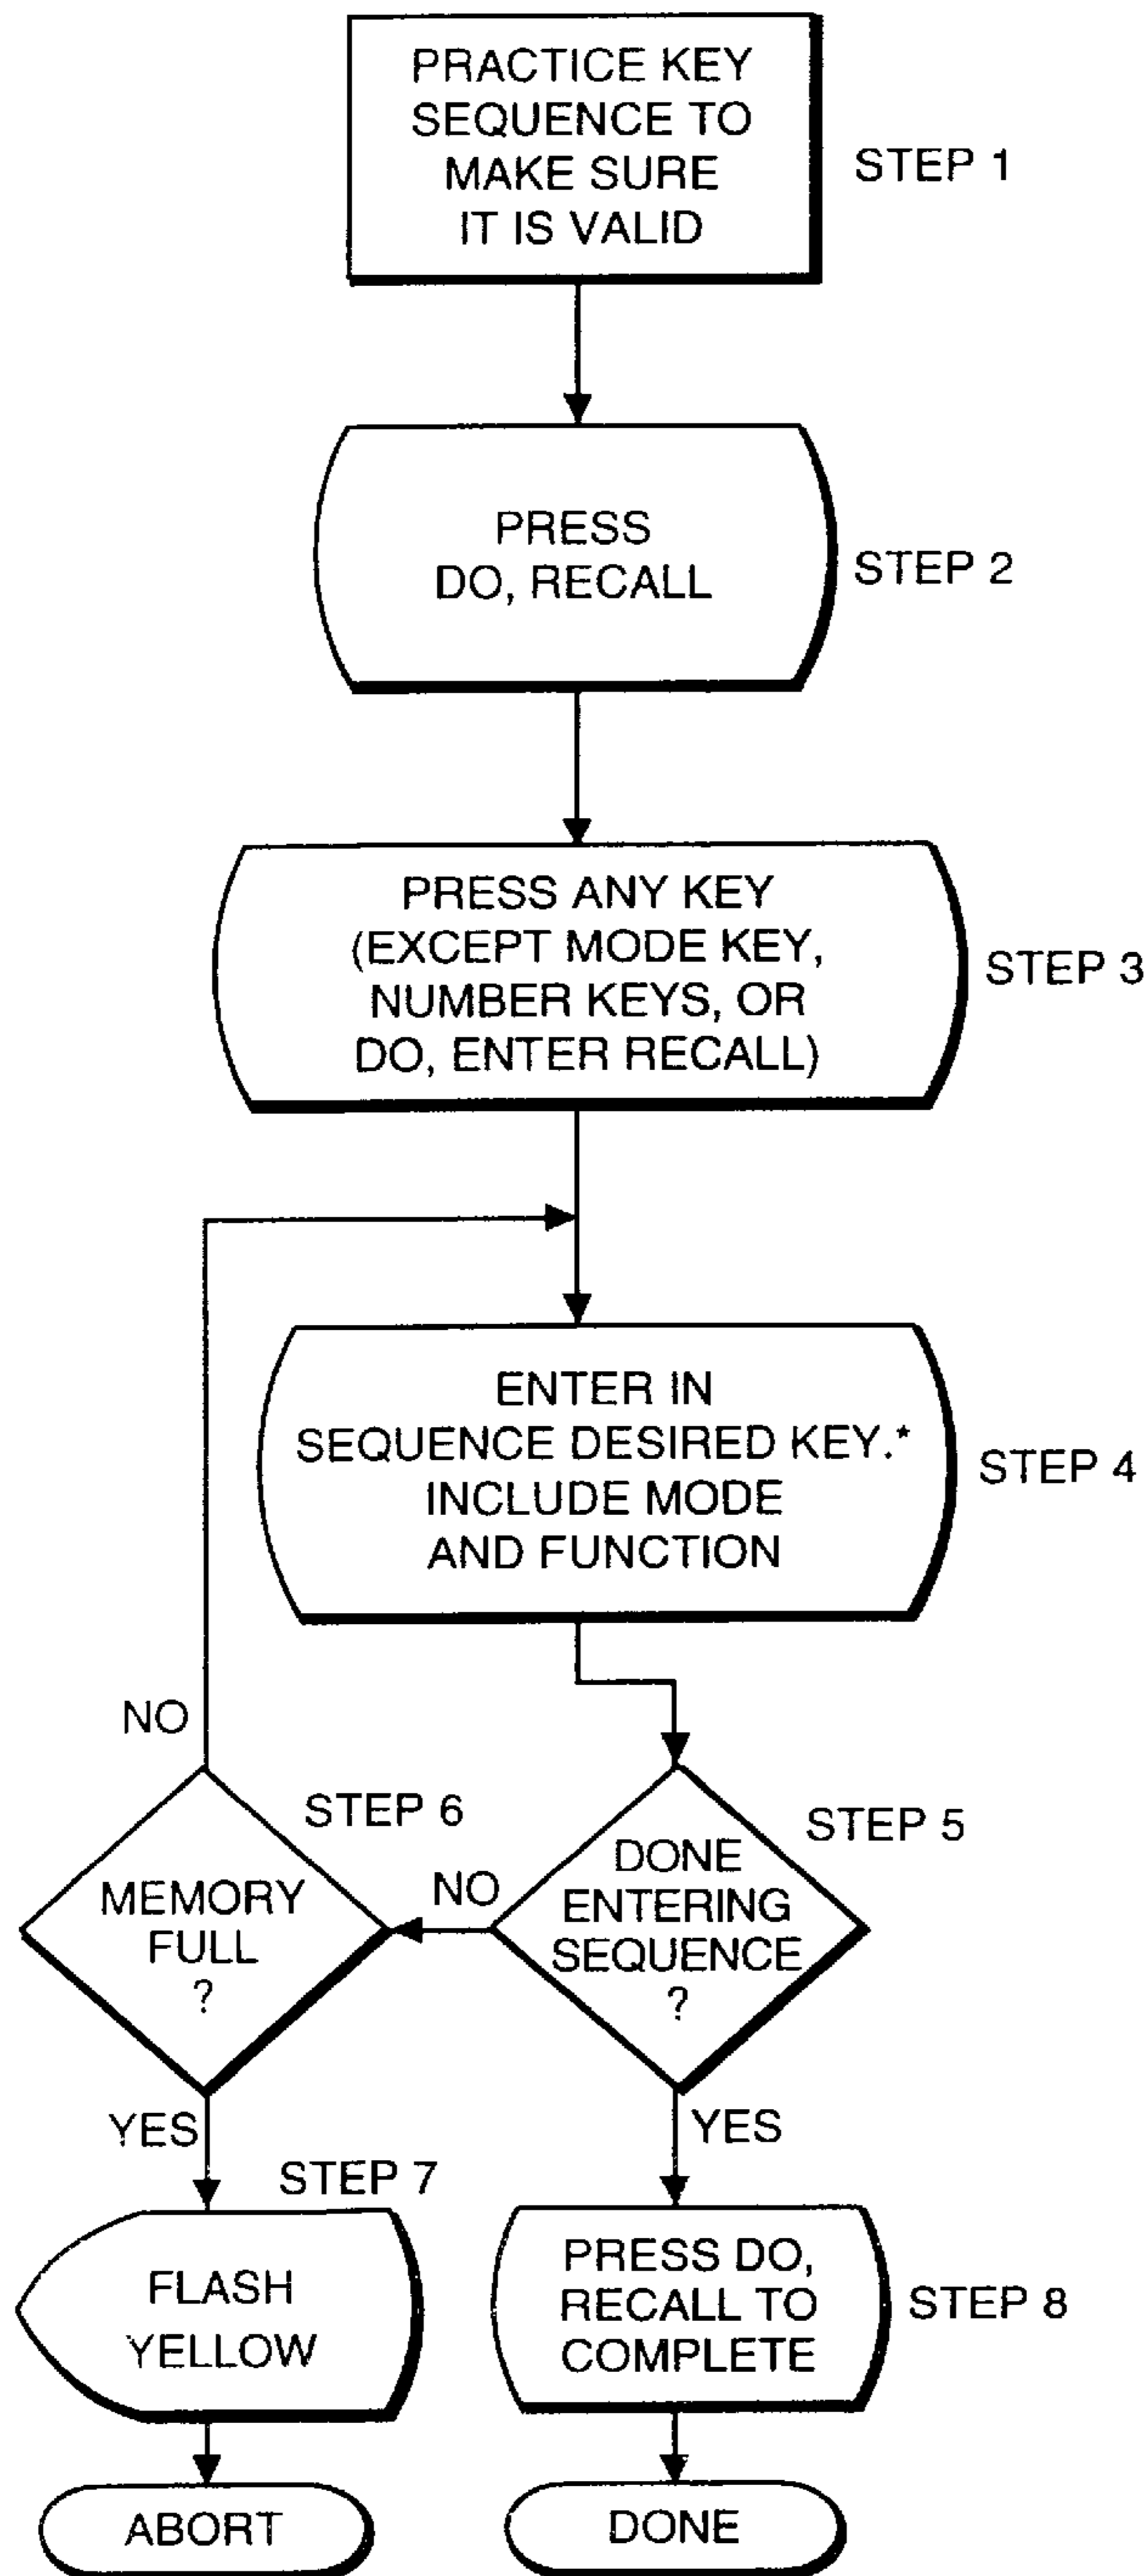 PRACTICE KEY
SEQUENCE TO
MAKE SURE
IT IS VALID
STEP 1
PRESS
DO, RECALL
STEP 2
PRESS ANY KEY
(EXCEPT MODE KEY,
NUMBER KEYS, OR
DO, ENTER RECALL)
STEP 3
ENTER IN
SEQUENCE DESIRED KEY.*
INCLUDE MODE
AND FUNCTION
STEP 4
NO
STEP 6
MEMORY
FULL
?
NO
STEP 5
DONE
ENTERING
SEQUENCE
?
YES
YES
STEP 7
FLASH
YELLOW
PRESS DO,
RECALL TO
COMPLETE
STEP 8
ABORT
DONE